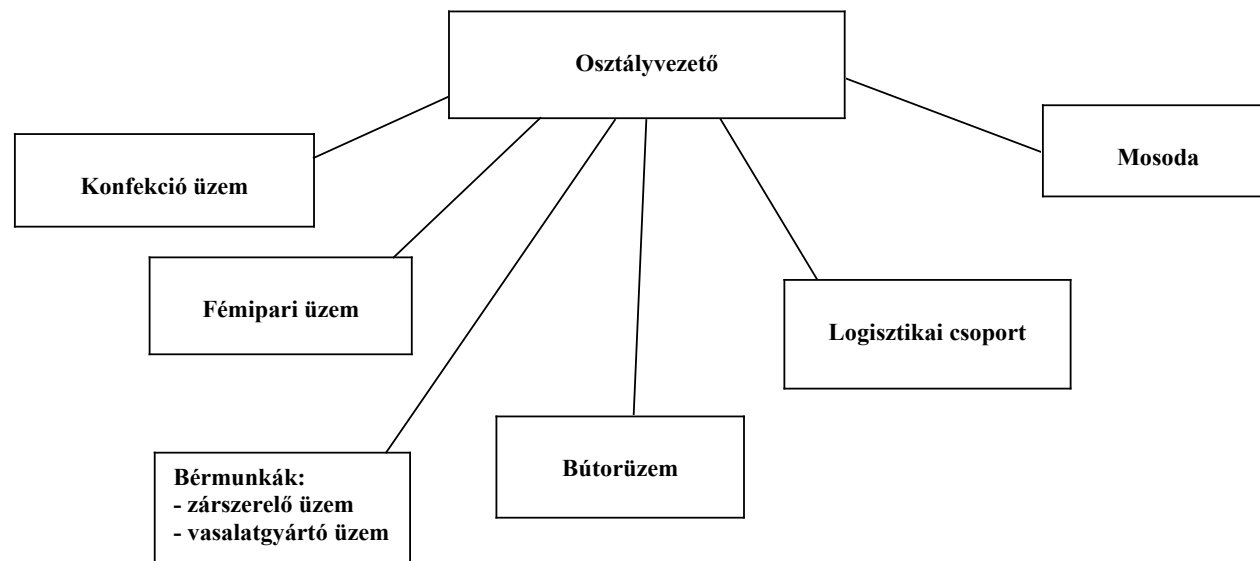 Osztályvezető
Mosoda
Konfekció üzem
Fémipari üzem
Logisztikai csoport
Bútorüzem
Bérmunkák:
- zárszerelő üzem
- vasalatgyártó üzem